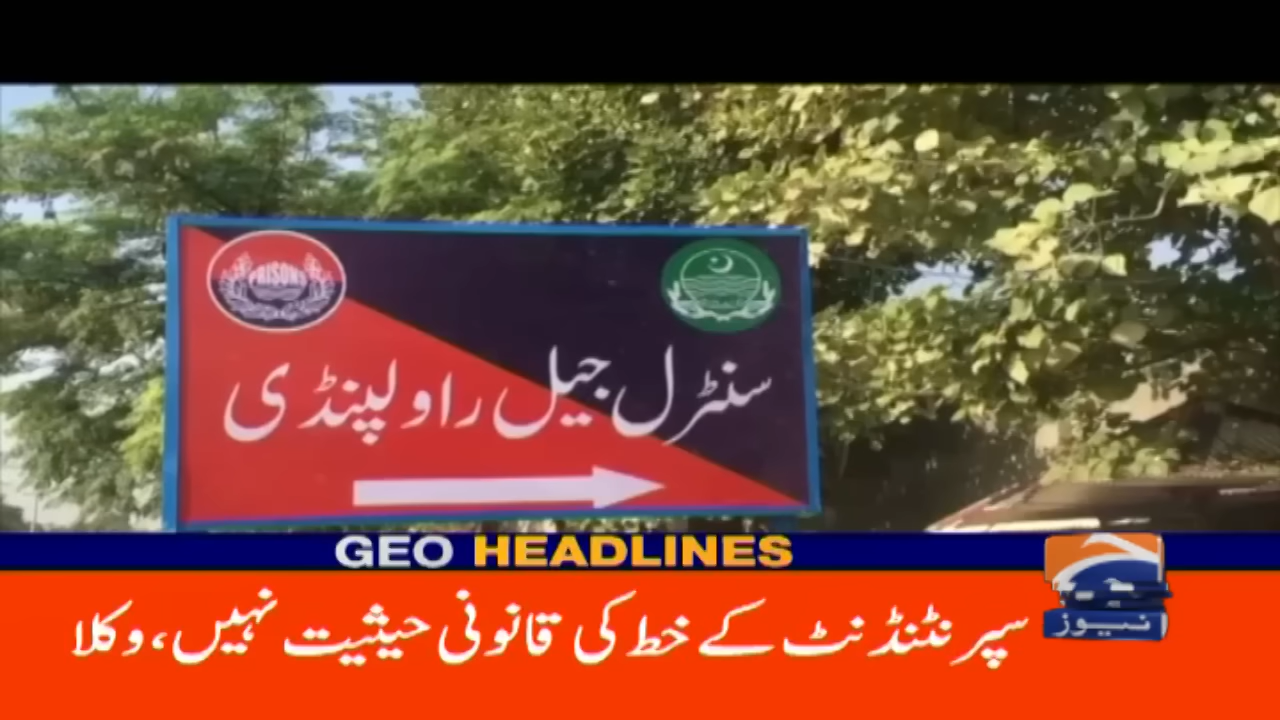 PRISONS
سنٹرل جیل راولپنڈی
GEO HEADLINES
سپرنٹنڈنٹ کے خط کی قانونی حیثیت نہیں، وکلا
نیوز